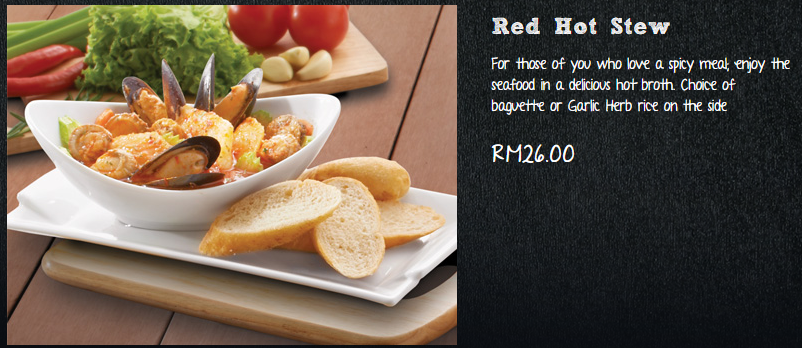 Red Hot Stew
For those of you who love a spicy meal, enjoy the
seafood in a delicious hot broth. Choice of
baguette or Garlic Herb rice on the side
RM26.00